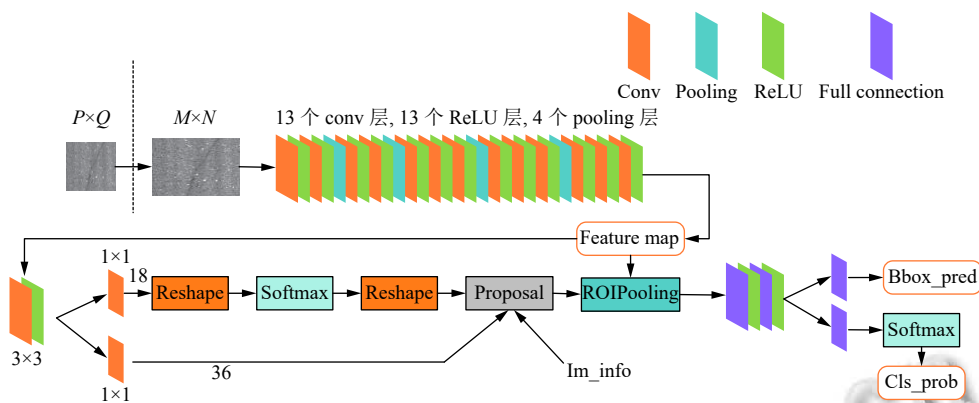 Conv
Pooling
ReLU
Full connection
P×Q
M×N
13 个 conv 层, 13 个 ReLU 层, 4 个 pooling 层
Feature map
1×1
18
Reshape
Softmax
Reshape
Proposal
ROIPooling
Bbox_pred
3×3
Softmax
36
Im_info
1×1
Cls_prob